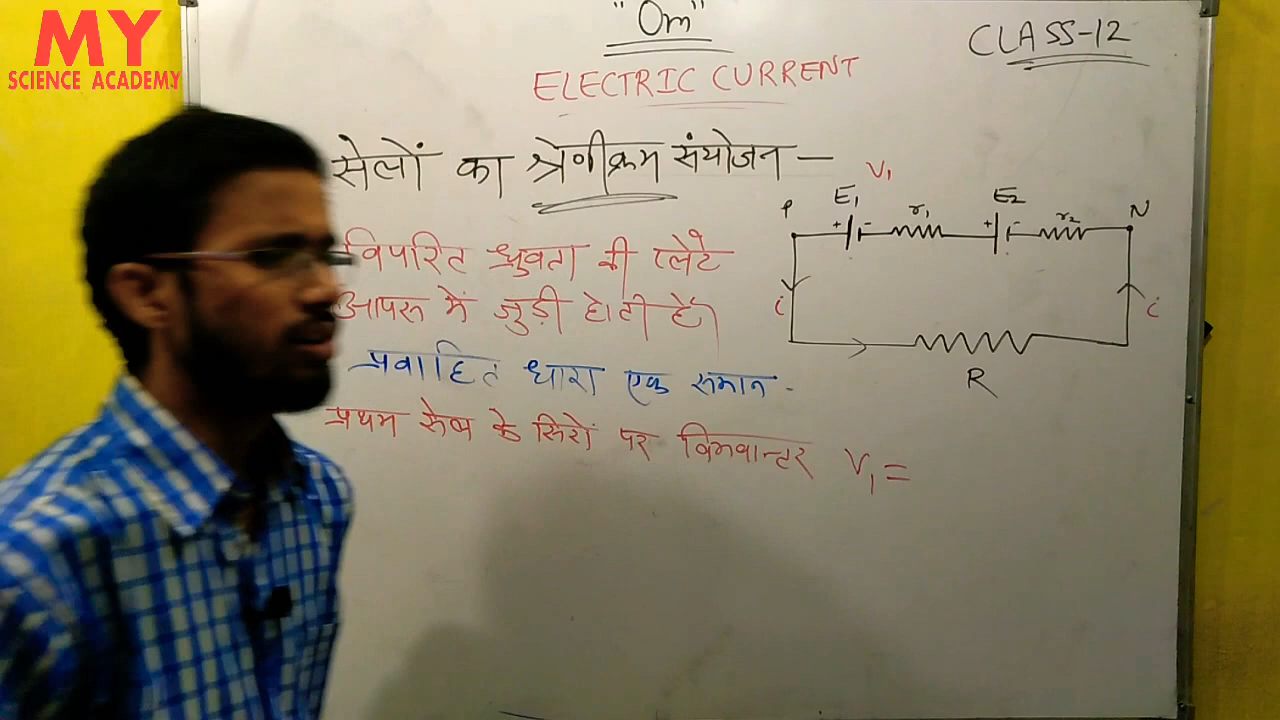 MY
SCIENCE ACADEMY
"Om"
CLASS-12
ELECTRIC CURRENT
सेलों का श्रेणीक्रम संयोजन —
V₁
P E₁ r₁ E₂ r₂ N
+ - + -
विपरित ध्रुवता की प्लेटे
आपस में जुड़ी होती हैं।
i i
R
प्रवाहित धारा एक समान -
प्रथम सेल के सिरों पर विभवान्टर V₁ =